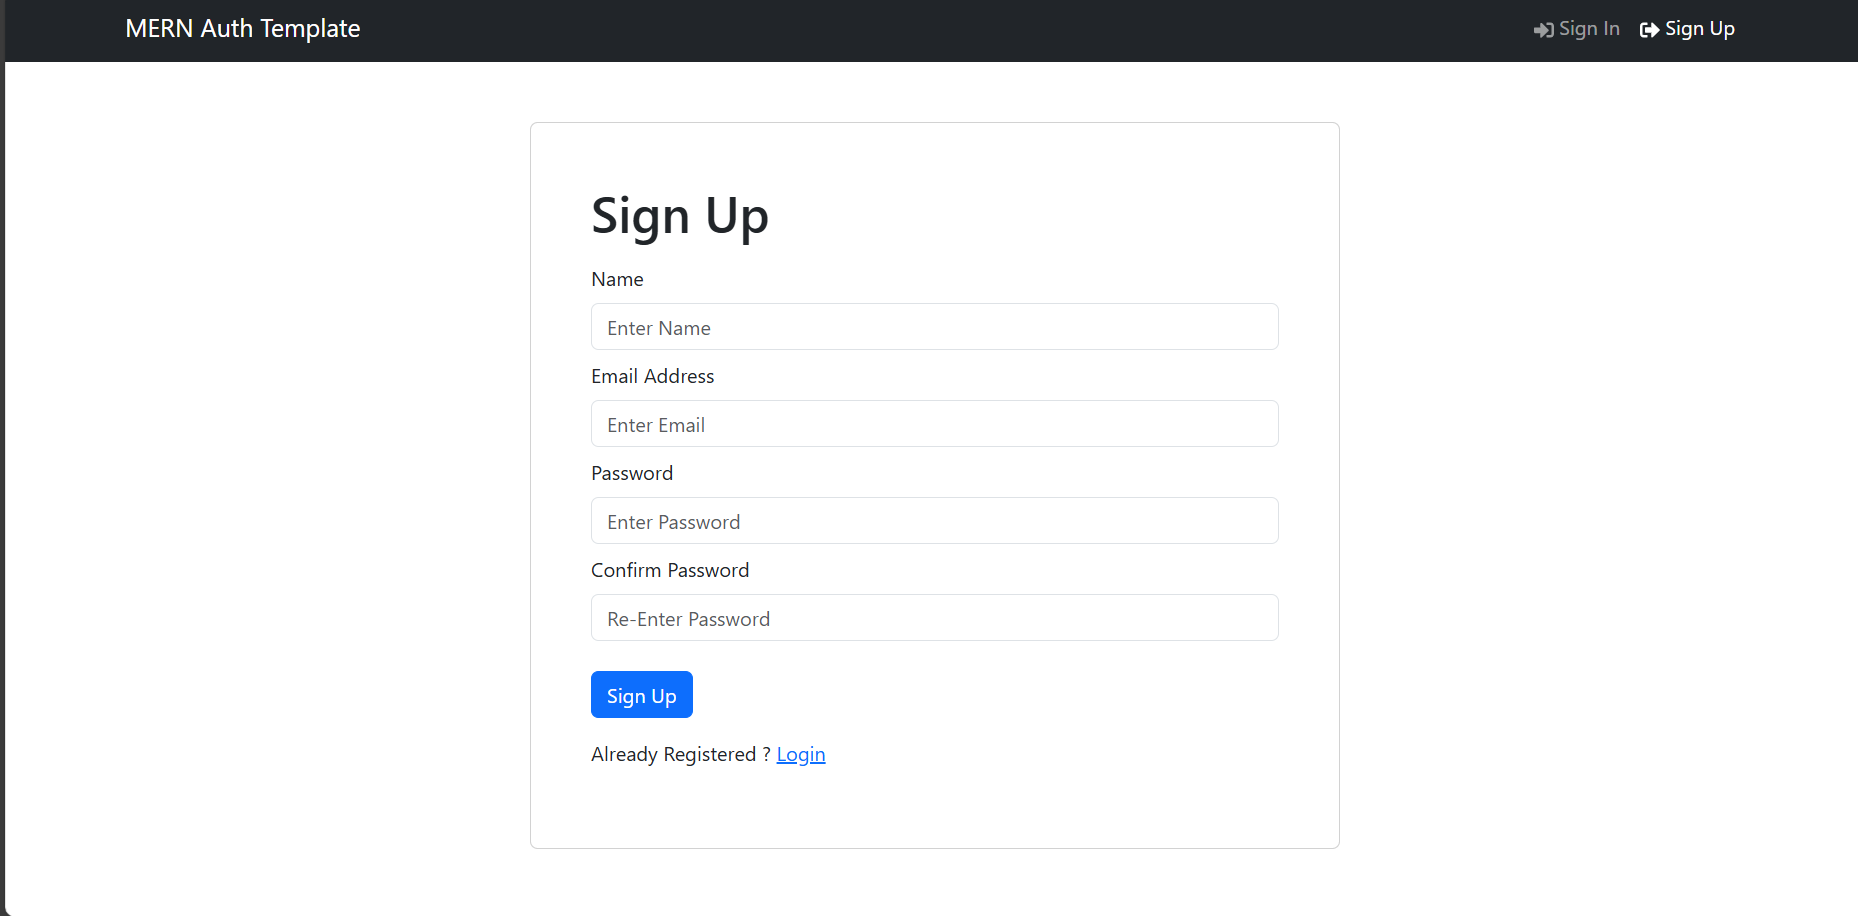 MERN Auth Template
Sign In
Sign Up
Sign Up
Name
Enter Name
Email Address
Enter Email
Password
Enter Password
Confirm Password
Re-Enter Password
Sign Up
Already Registered ? Login